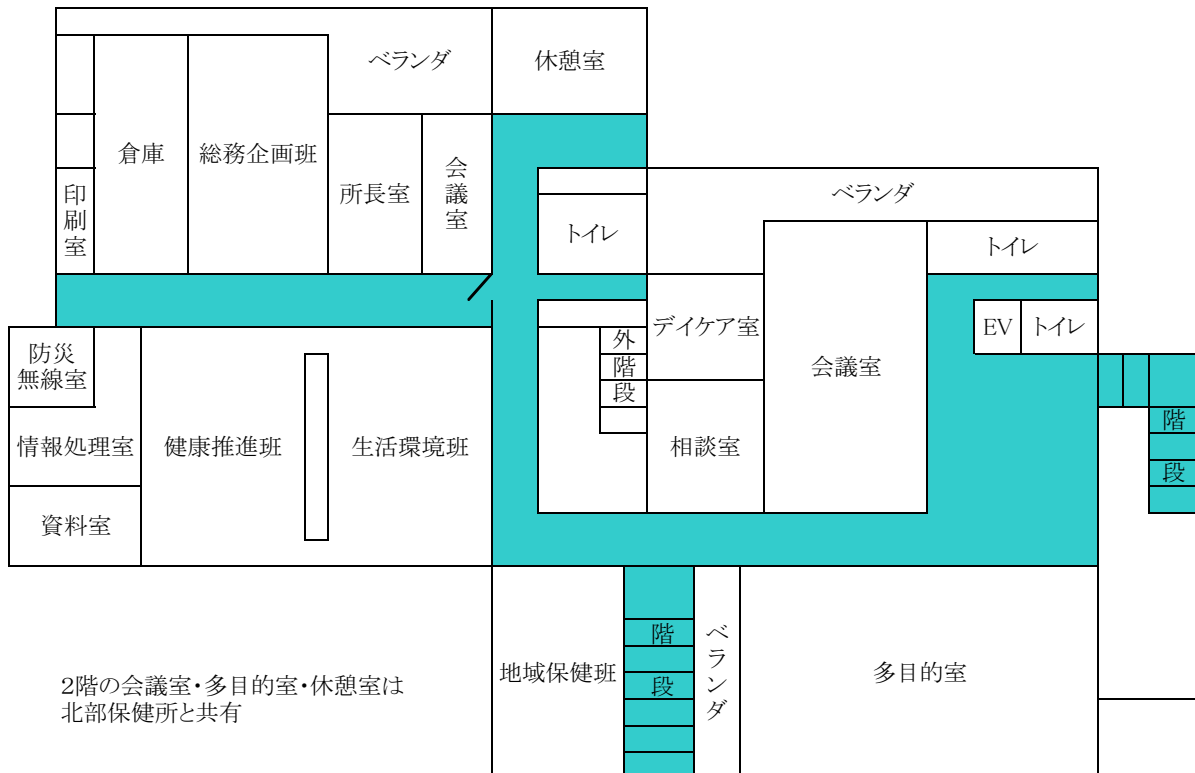 ベランダ
休憩室
倉庫
総務企画班
所長室
会議室
印刷室
トイレ
ベランダ
トイレ
デイケア室
会議室
EV
トイレ
外階段
防災
無線室
情報処理室
健康推進班
生活環境班
相談室
資料室
階段
地域保健班
階段
ベランダ
多目的室
2階の会議室・多目的室・休憩室は
北部保健所と共有